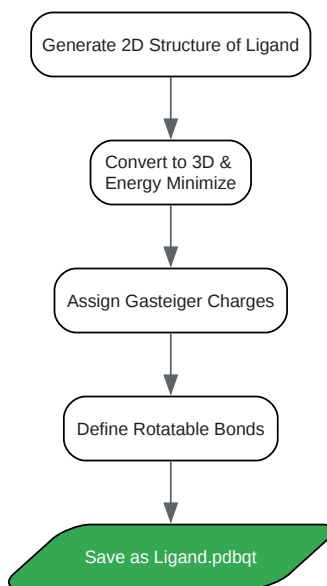 Generate 2D Structure of Ligand
Convert to 3D &
Energy Minimize
Assign Gasteiger Charges
Define Rotatable Bonds
Save as Ligand.pdbqt